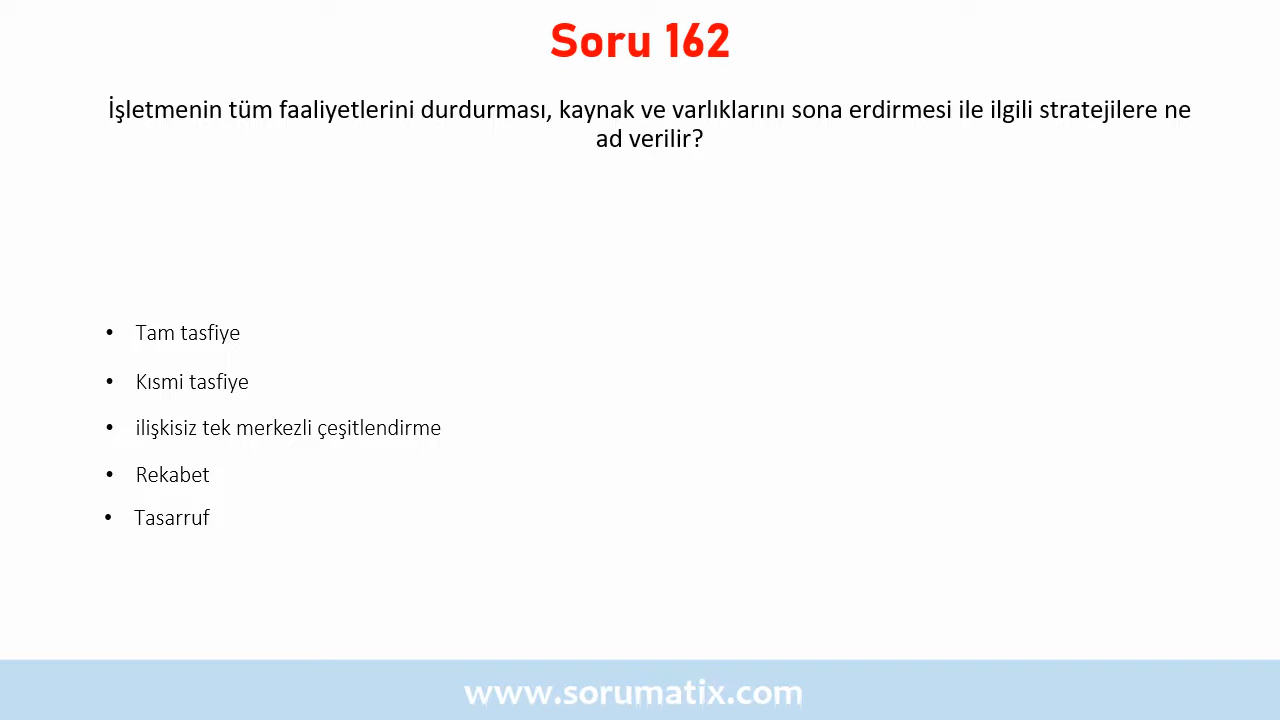 Soru 162
İşletmenin tüm faaliyetlerini durdurması, kaynak ve varlıklarını sona erdirmesi ile ilgili stratejilere ne
ad verilir?
• Tam tasfiye
• Kısmi tasfiye
• ilişkisiz tek merkezli çeşitlendirme
• Rekabet
• Tasarruf
www.sorumatix.com